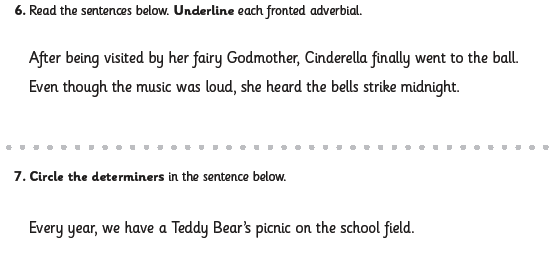 6. Read the sentences below. Underline each fronted adverbial.
After being visited by her fairy Godmother, Cinderella finally went to the ball.
Even though the music was loud, she heard the bells strike midnight.
7. Circle the determiners in the sentence below.
Every year, we have a Teddy Bear's picnic on the school field.